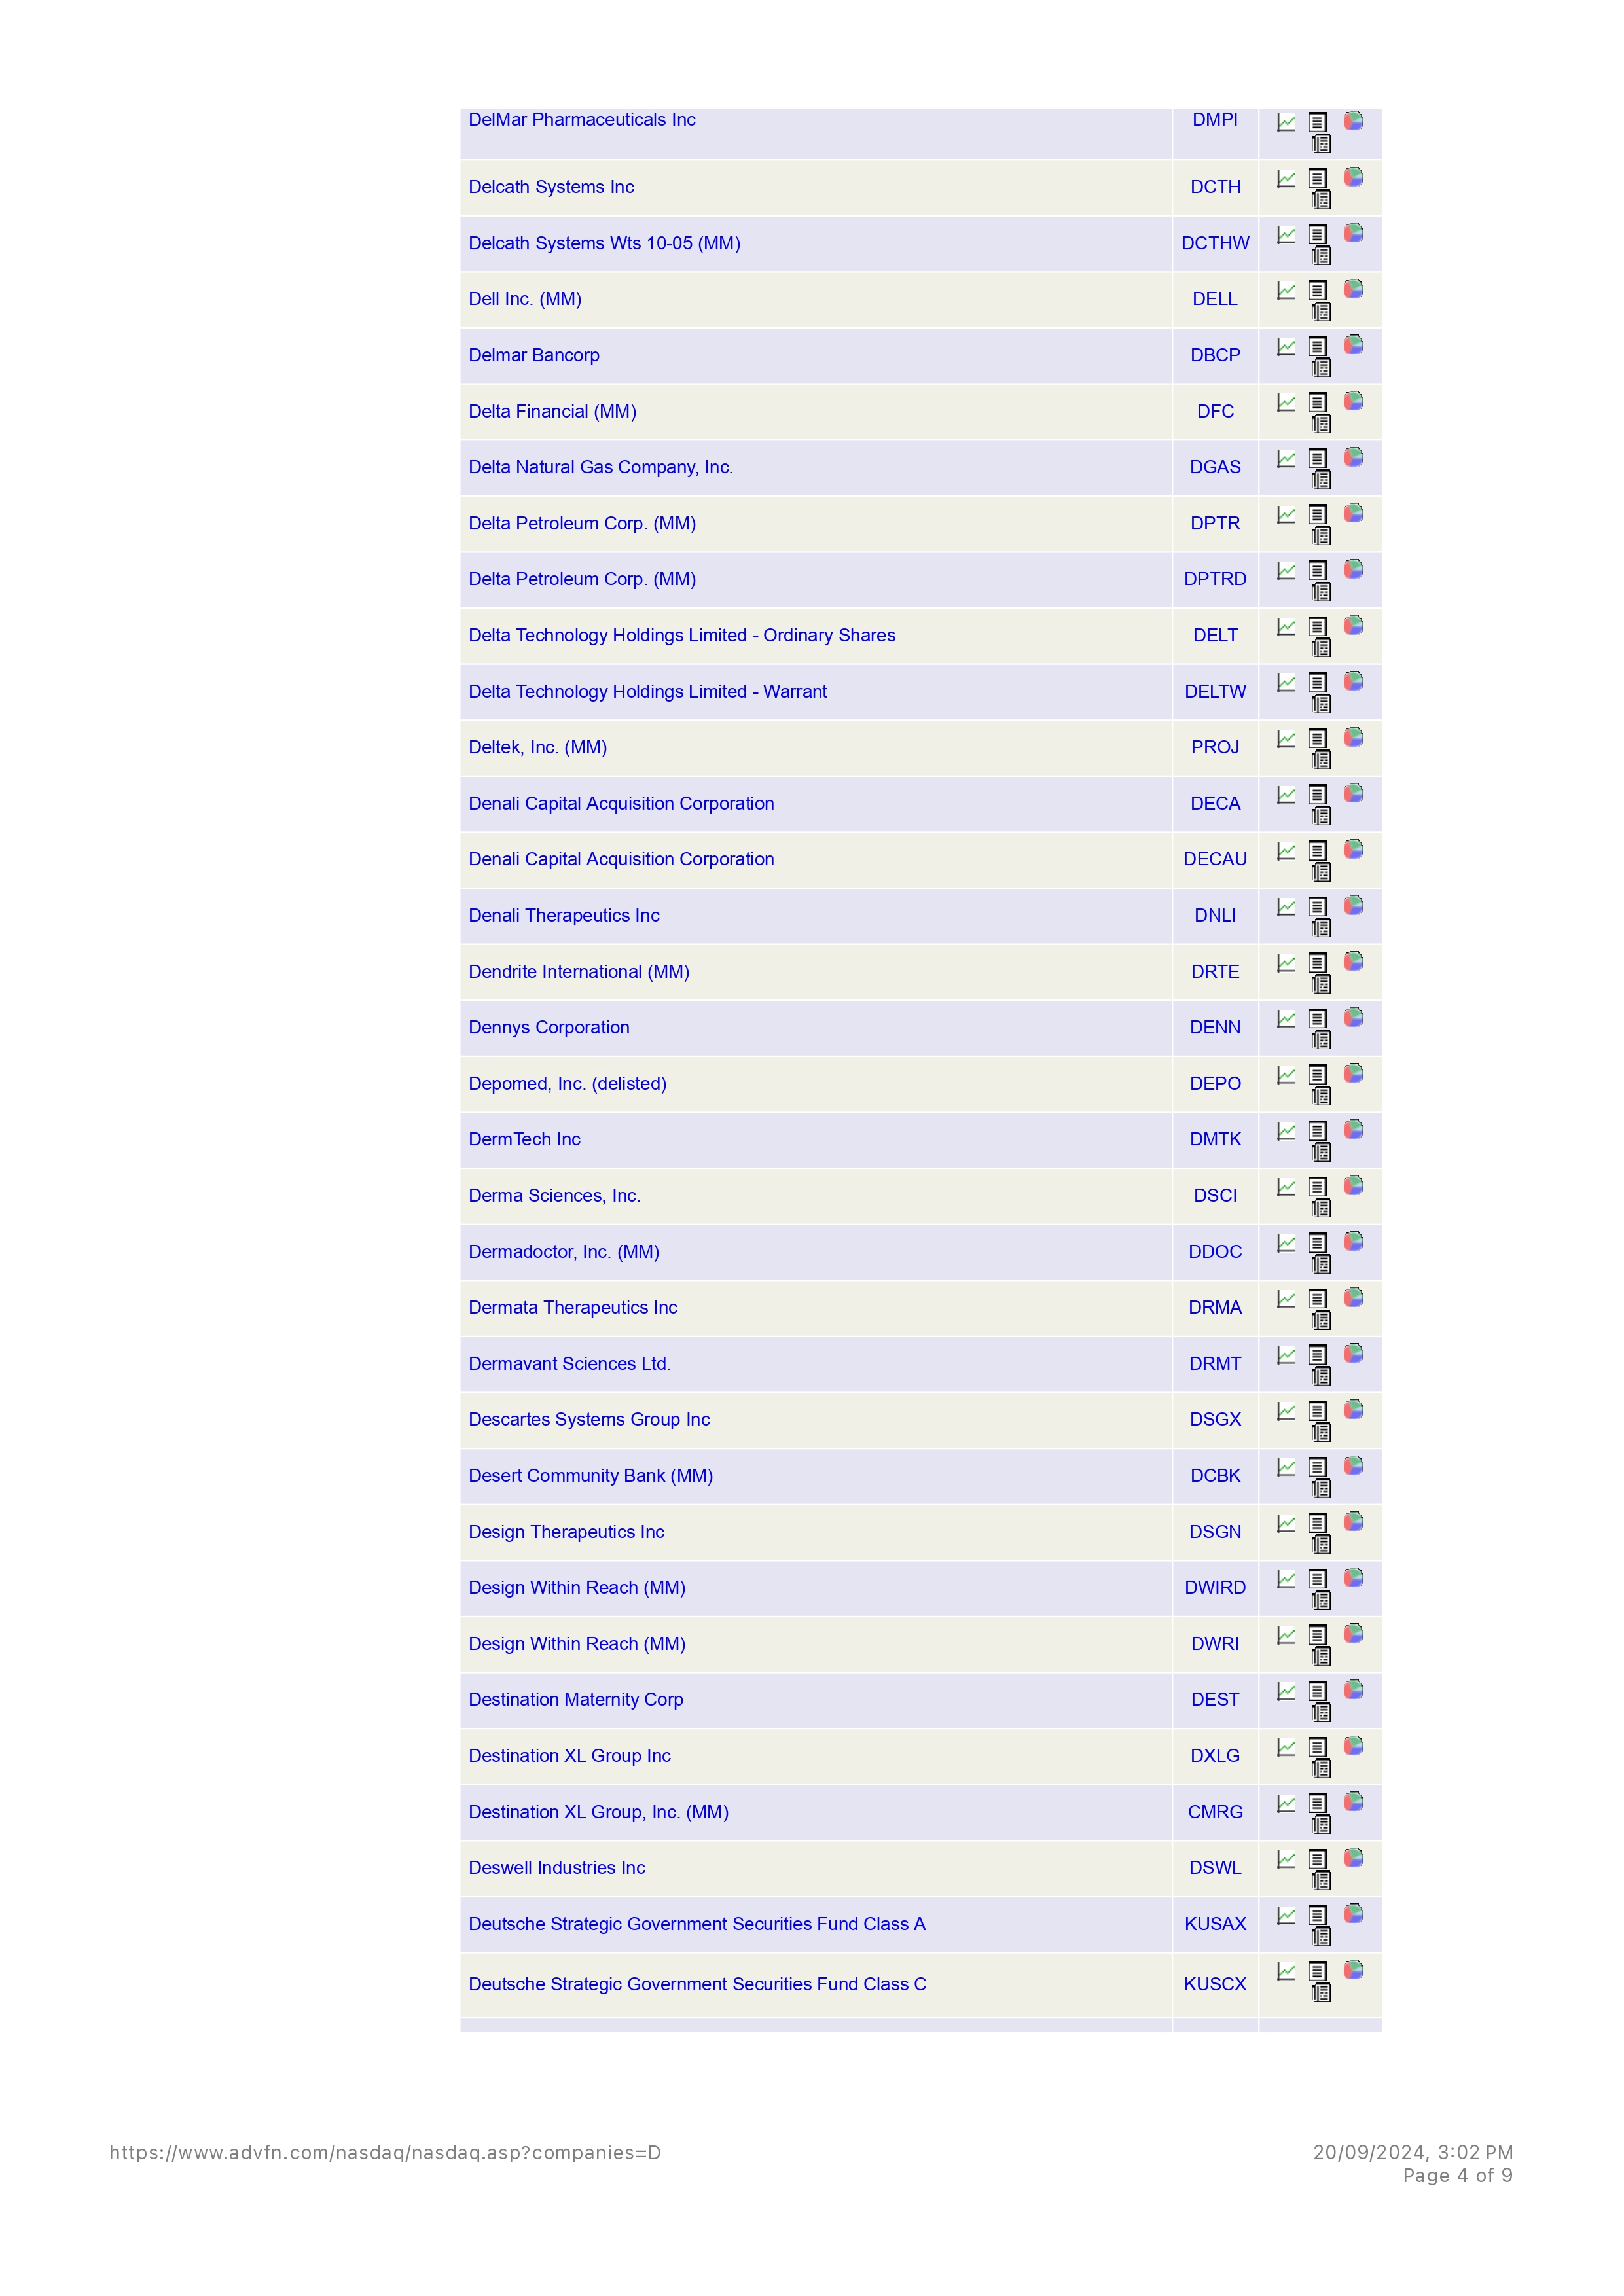 DelMar Pharmaceuticals Inc DMPI
Delcath Systems Inc DCTH
Delcath Systems Wts 10-05 (MM) DCTHW
Dell Inc. (MM) DELL
Delmar Bancorp DBCP
Delta Financial (MM) DFC
Delta Natural Gas Company, Inc. DGAS
Delta Petroleum Corp. (MM) DPTR
Delta Petroleum Corp. (MM) DPTRD
Delta Technology Holdings Limited - Ordinary Shares DELT
Delta Technology Holdings Limited - Warrant DELTW
Deltek, Inc. (MM) PROJ
Denali Capital Acquisition Corporation DECA
Denali Capital Acquisition Corporation DECAU
Denali Therapeutics Inc DNLI
Dendrite International (MM) DRTE
Dennys Corporation DENN
Depomed, Inc. (delisted) DEPO
DermTech Inc DMTK
Derma Sciences, Inc. DSCI
Dermadoctor, Inc. (MM) DDOC
Dermata Therapeutics Inc DRMA
Dermavant Sciences Ltd. DRMT
Descartes Systems Group Inc DSGX
Desert Community Bank (MM) DCBK
Design Therapeutics Inc DSGN
Design Within Reach (MM) DWIRD
Design Within Reach (MM) DWRI
Destination Maternity Corp DEST
Destination XL Group Inc DXLG
Destination XL Group, Inc. (MM) CMRG
Deswell Industries Inc DSWL
Deutsche Strategic Government Securities Fund Class A KUSAX
Deutsche Strategic Government Securities Fund Class C KUSCX
https://www.advfn.com/nasdaq/nasdaq.asp?companies=D 20/09/2024, 3:02 PM
Page 4 of 9